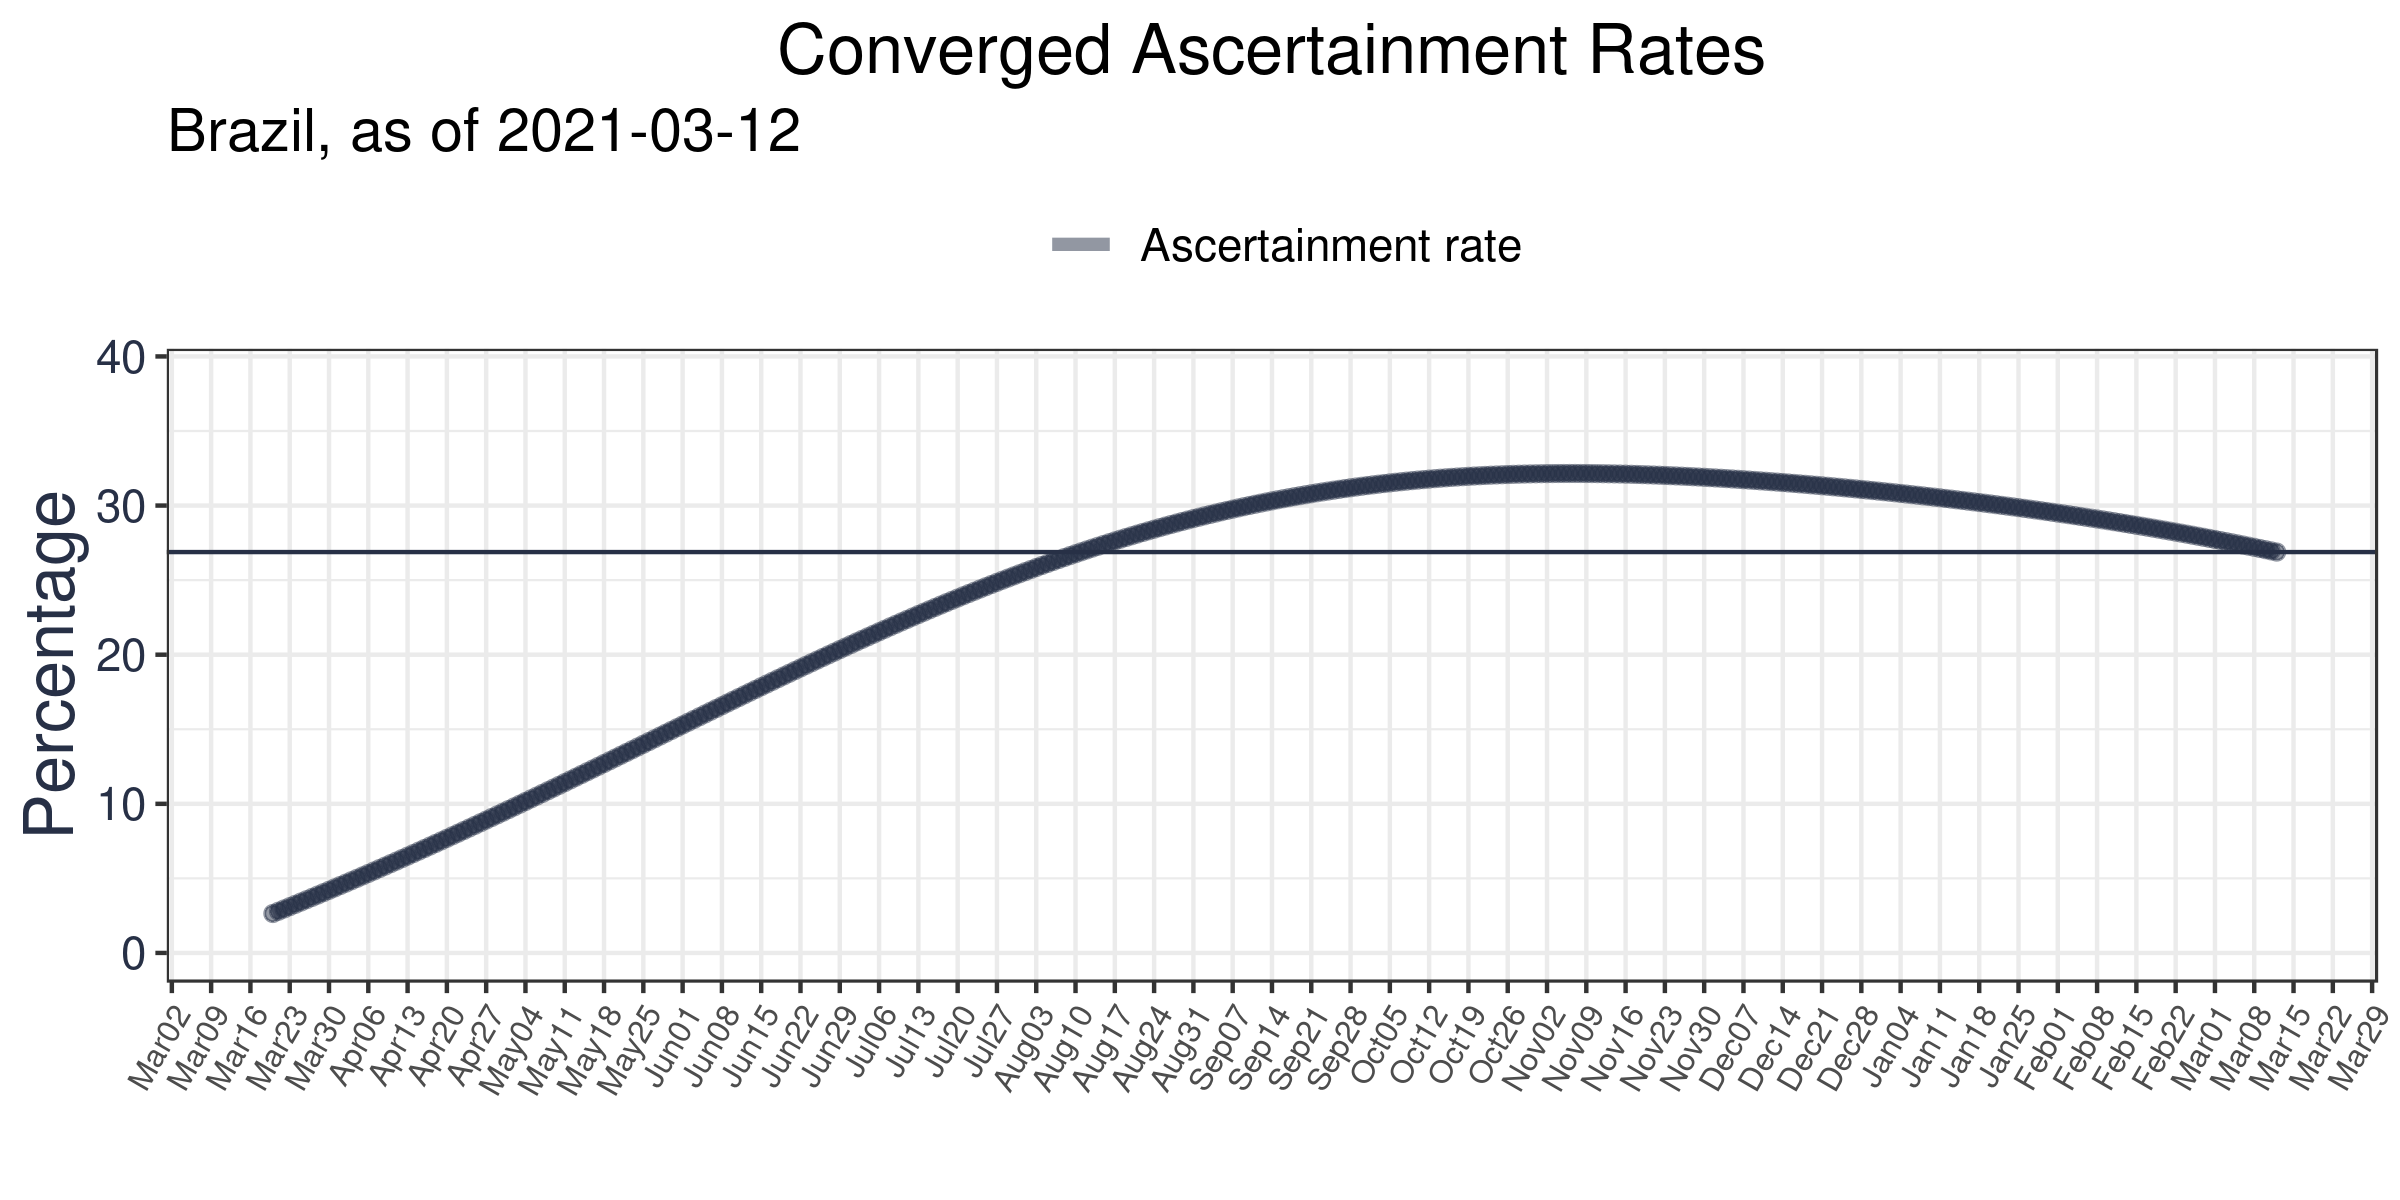 Converged Ascertainment Rates
Brazil, as of 2021-03-12
Ascertainment rate
Percentage
40
30
20
10
0
Mar02 Mar09 Mar16 Mar23 Mar30 Apr06 Apr13 Apr20 Apr27 May04 May11 May18 May25 Jun01 Jun08 Jun15 Jun22 Jun29 Jul06 Jul13 Jul20 Jul27 Aug03 Aug10 Aug17 Aug24 Aug31 Sep07 Sep14 Sep21 Sep28 Oct05 Oct12 Oct19 Oct26 Nov02 Nov09 Nov16 Nov23 Nov30 Dec07 Dec14 Dec21 Dec28 Jan04 Jan11 Jan18 Jan25 Feb01 Feb08 Feb15 Feb22 Mar01 Mar08 Mar15 Mar22 Mar29